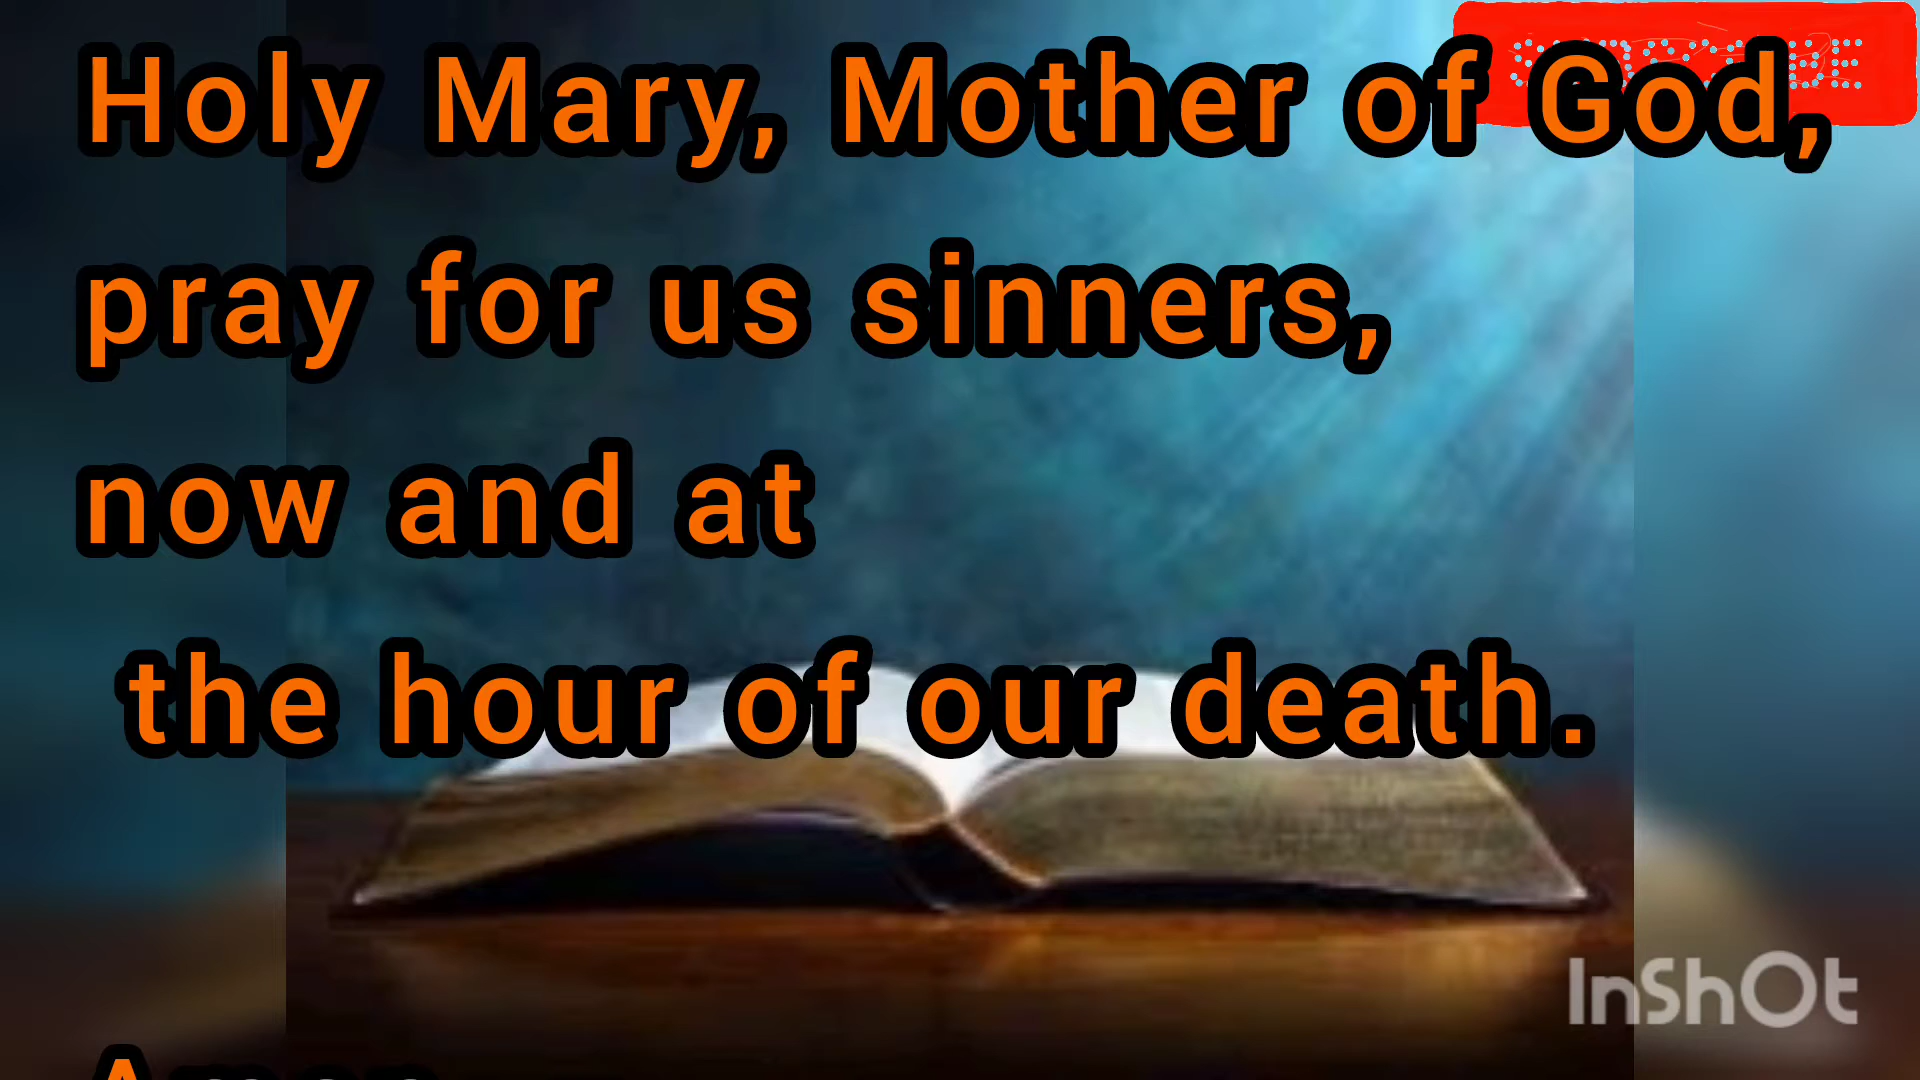 Holy Mary, Mother of God,
pray for us sinners,
now and at
the hour of our death.
InShOt